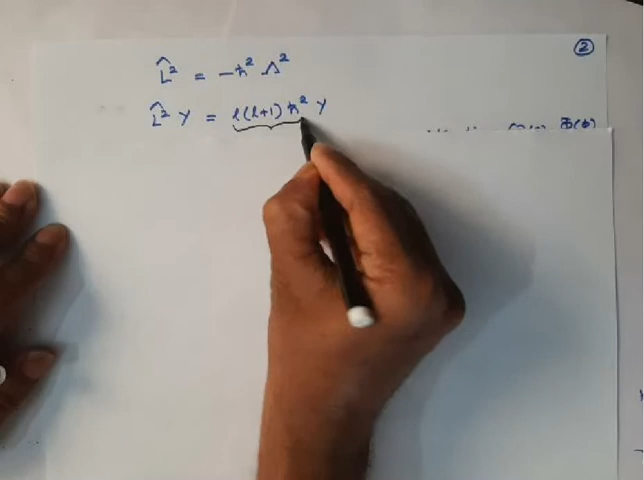 ②
L̂² = -ħ² Λ²
L̂² Y = l(l+1) ħ² Y
Φ(ϕ)